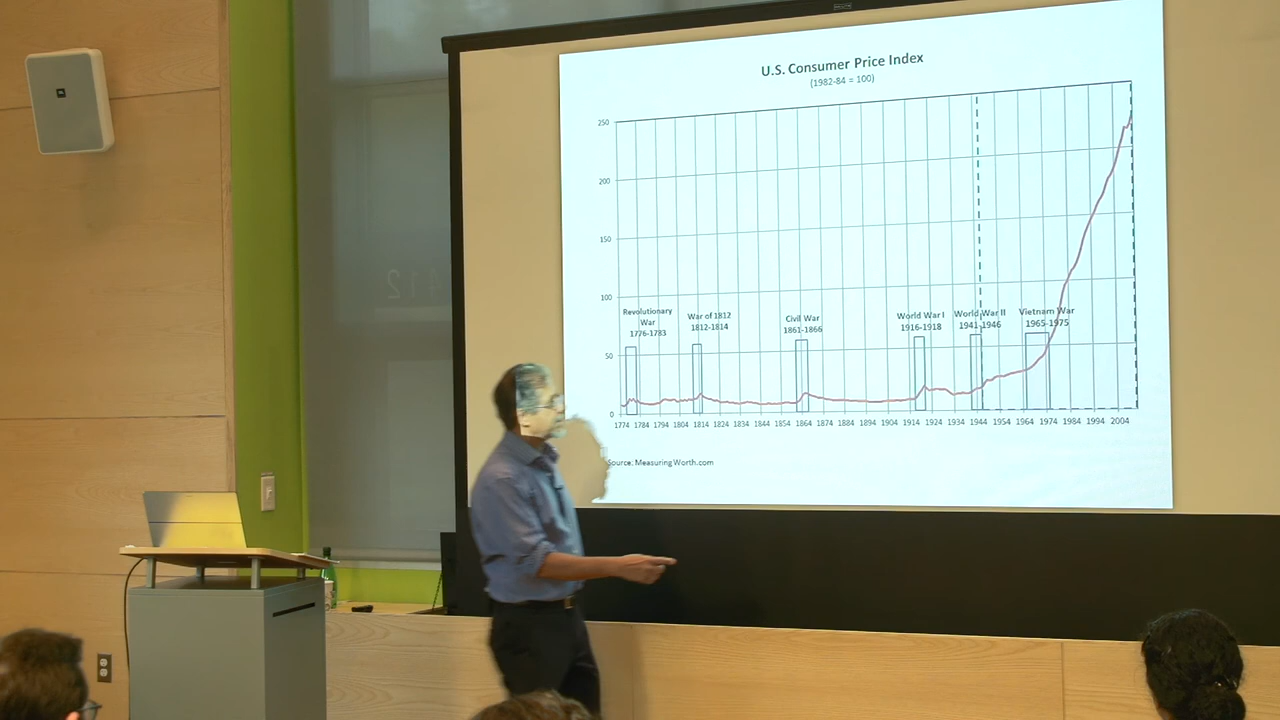 U.S. Consumer Price Index
(1982-84 = 100)
250
200
150
100
50
0
Revolutionary
War
1776-1783
War of 1812
1812-1814
Civil War
1861-1866
World War I
1916-1918
World War II
1941-1946
Vietnam War
1965-1975
1774 1784 1794 1804 1814 1824 1834 1844 1854 1864 1874 1884 1894 1904 1914 1924 1934 1944 1954 1964 1974 1984 1994 2004
Source: MeasuringWorth.com
412